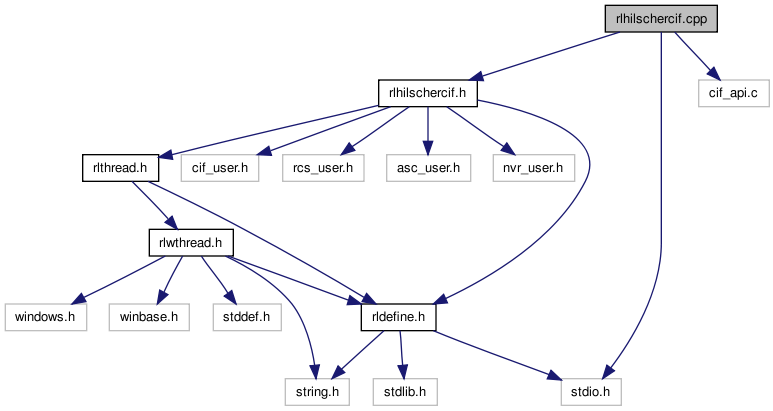 rlhilschercif.cpp
rlhilschercif.h
cif_api.c
rlthread.h
cif_user.h
rcs_user.h
asc_user.h
nvr_user.h
rlwthread.h
windows.h
winbase.h
stddef.h
rldefine.h
string.h
stdlib.h
stdio.h